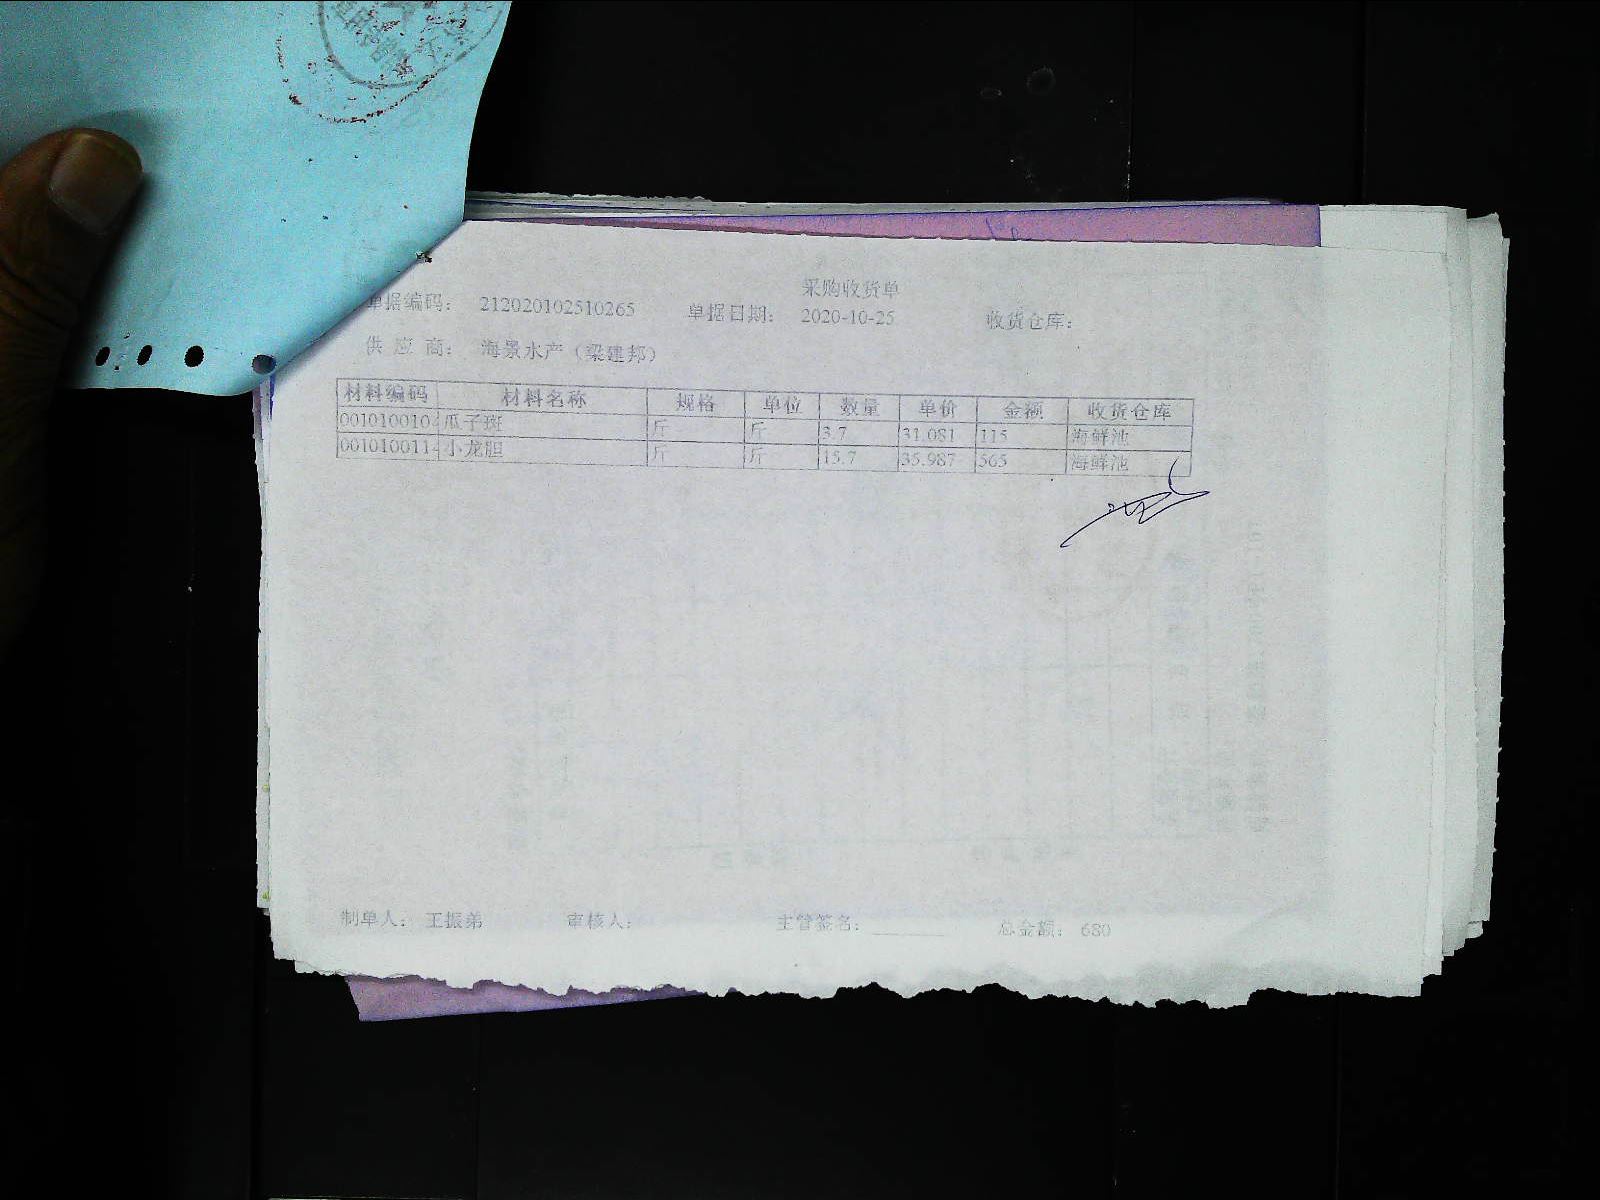 采购收货单
单据编码： 212020102510265 单据日期： 2020-10-25 收货仓库：
供 应 商： 海景水产（梁建邦）
材料编码 材料名称 规格 单位 数量 单价 金额 收货仓库
001010010 瓜子斑 斤 斤 3.7 31.081 115 海鲜池
001010011 小龙胆 斤 斤 15.7 35.987 565 海鲜池
制单人： 王振弟 审核人： 主管签名： 总金额： 680